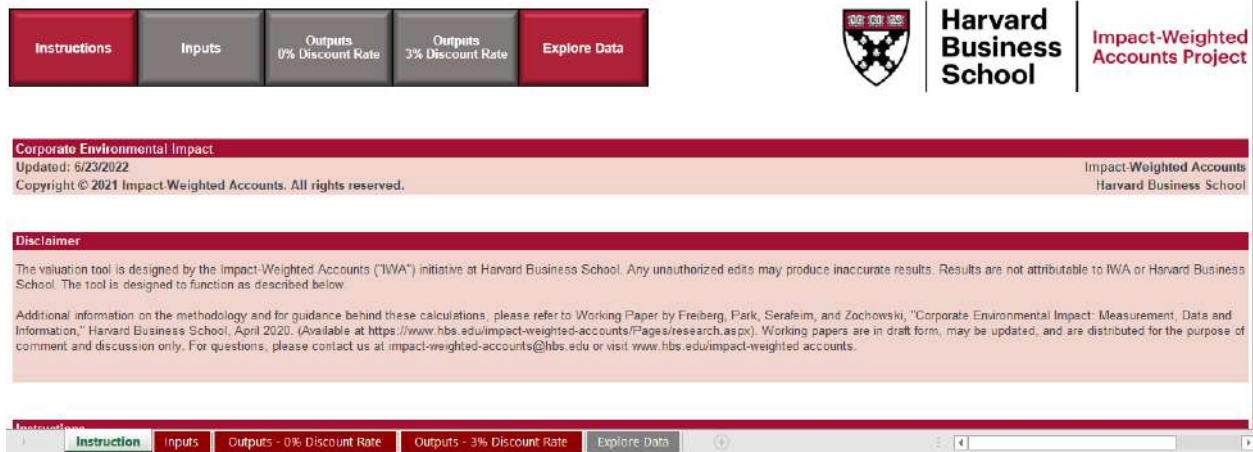 Instructions
Inputs
Outputs
0% Discount Rate
Outputs
3% Discount Rate
Explore Data
Harvard
Business
School
Impact-Weighted
Accounts Project
Corporate Environmental Impact
Updated: 6/23/2022
Impact-Weighted Accounts
Copyright © 2021 Impact-Weighted Accounts. All rights reserved.
Harvard Business School
Disclaimer
The valuation tool is designed by the Impact-Weighted Accounts ("IWA") initiative at Harvard Business School. Any unauthorized edits may produce inaccurate results. Results are not attributable to IWA or Harvard Business
School. The tool is designed to function as described below.
Additional information on the methodology and for guidance behind these calculations, please refer to Working Paper by Freiberg, Park, Serafeim, and Zochowski, "Corporate Environmental Impact: Measurement, Data and
Information," Harvard Business School, April 2020. (Available at https://www.hbs.edu/impact-weighted-accounts/Pages/research.aspx). Working papers are in draft form, may be updated, and are distributed for the purpose of
comment and discussion only. For questions, please contact us at impact-weighted-accounts@hbs.edu or visit www.hbs.edu/impact-weighted accounts.
Instructions
Instruction
Inputs
Outputs - 0% Discount Rate
Outputs - 3% Discount Rate
Explore Data